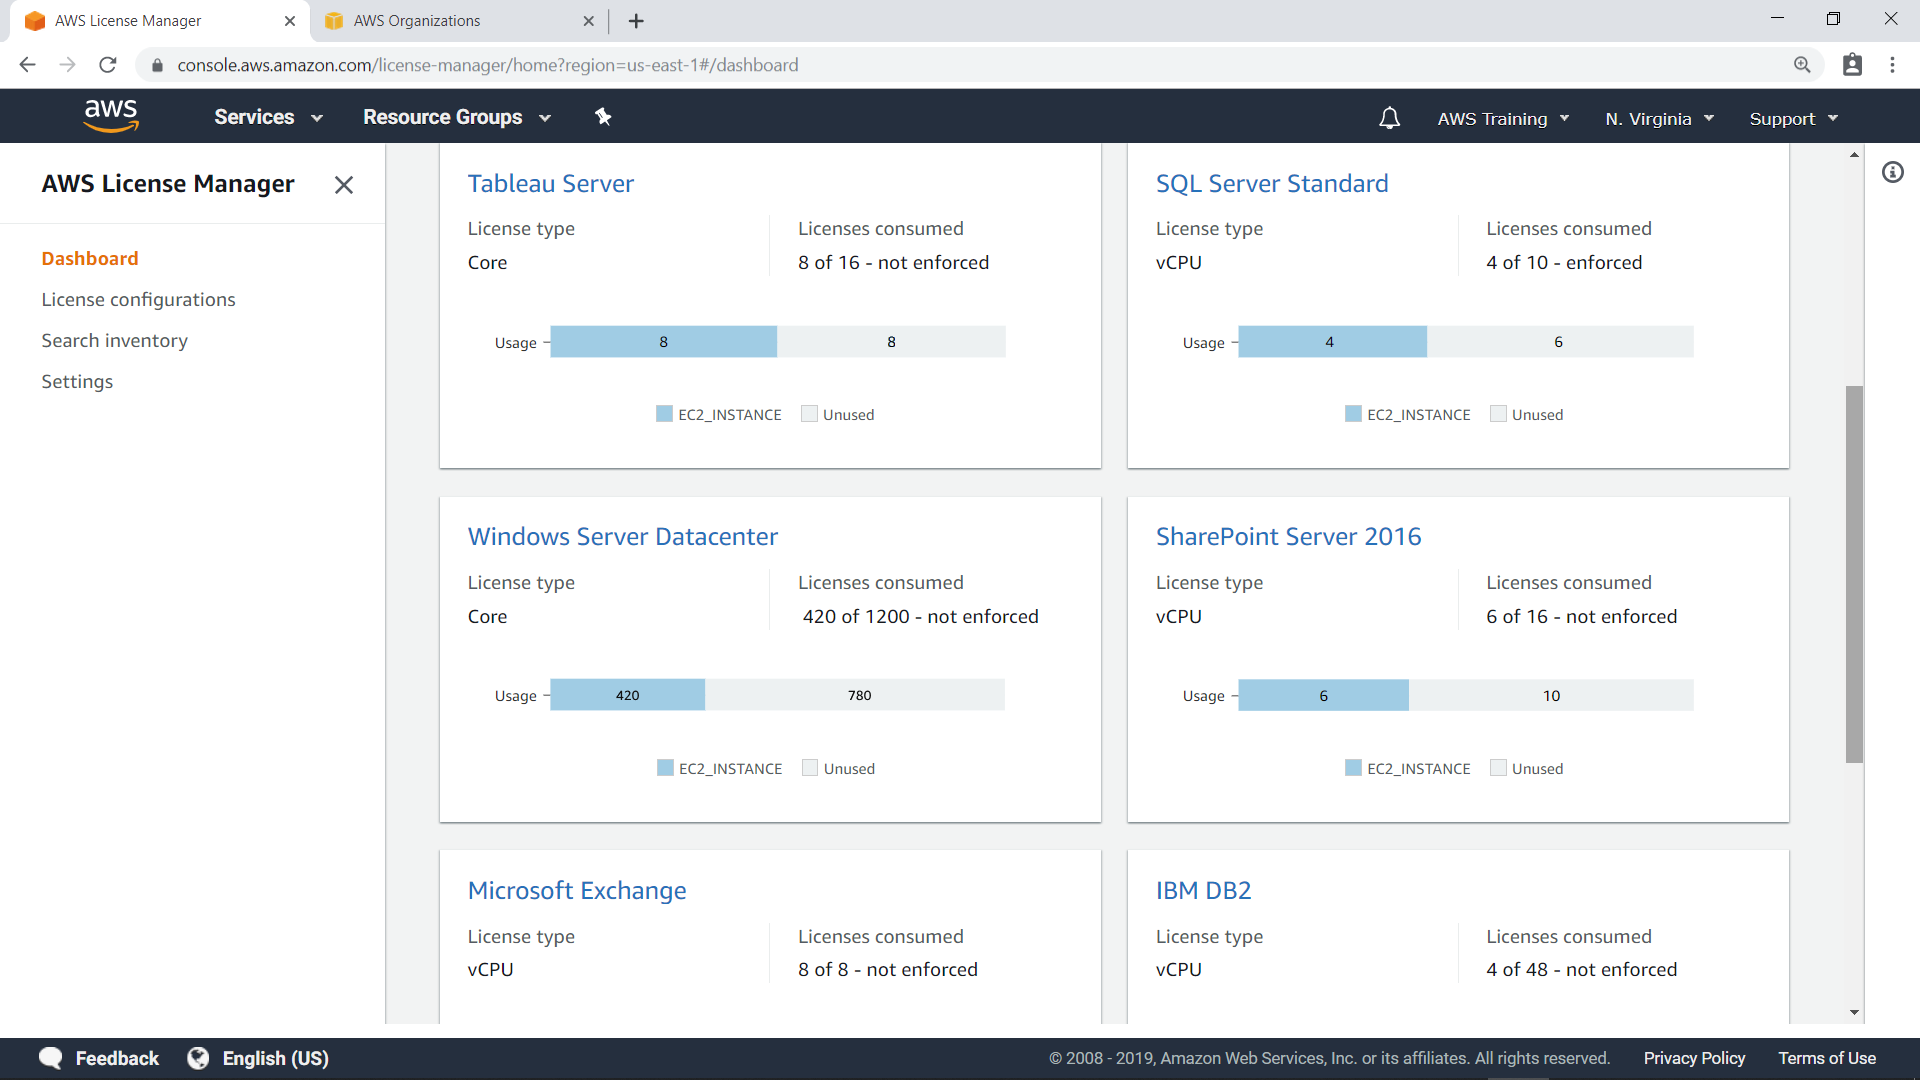 AWS License Manager
AWS Organizations
console.aws.amazon.com/license-manager/home?region=us-east-1#/dashboard
aws
Services
Resource Groups
AWS Training
N. Virginia
Support
AWS License Manager
Dashboard
License configurations
Search inventory
Settings
Tableau Server
License type
Licenses consumed
Core
8 of 16 - not enforced
Usage
8
8
EC2_INSTANCE
Unused
SQL Server Standard
License type
Licenses consumed
vCPU
4 of 10 - enforced
Usage
4
6
EC2_INSTANCE
Unused
Windows Server Datacenter
License type
Licenses consumed
Core
420 of 1200 - not enforced
Usage
420
780
EC2_INSTANCE
Unused
SharePoint Server 2016
License type
Licenses consumed
vCPU
6 of 16 - not enforced
Usage
6
10
EC2_INSTANCE
Unused
Microsoft Exchange
License type
Licenses consumed
vCPU
8 of 8 - not enforced
IBM DB2
License type
Licenses consumed
vCPU
4 of 48 - not enforced
Feedback
English (US)
© 2008 - 2019, Amazon Web Services, Inc. or its affiliates. All rights reserved.
Privacy Policy
Terms of Use